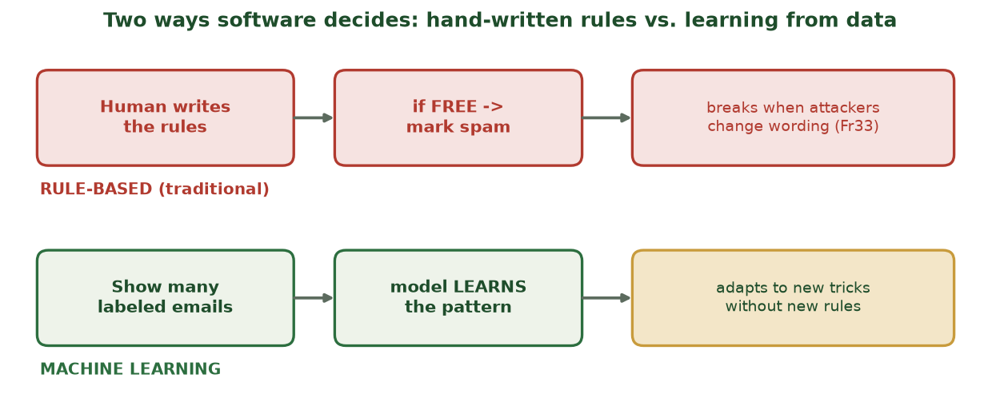 Two ways software decides: hand-written rules vs. learning from data
Human writes
the rules
if FREE ->
mark spam
breaks when attackers
change wording (Fr33)
RULE-BASED (traditional)
Show many
labeled emails
model LEARNS
the pattern
adapts to new tricks
without new rules
MACHINE LEARNING